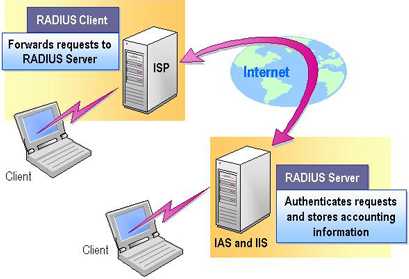 RADIUS Client
Forwards requests to
RADIUS Server
ISP
Internet
Client
RADIUS Server
Authenticates requests
and stores accounting
information
IAS and IIS
Client